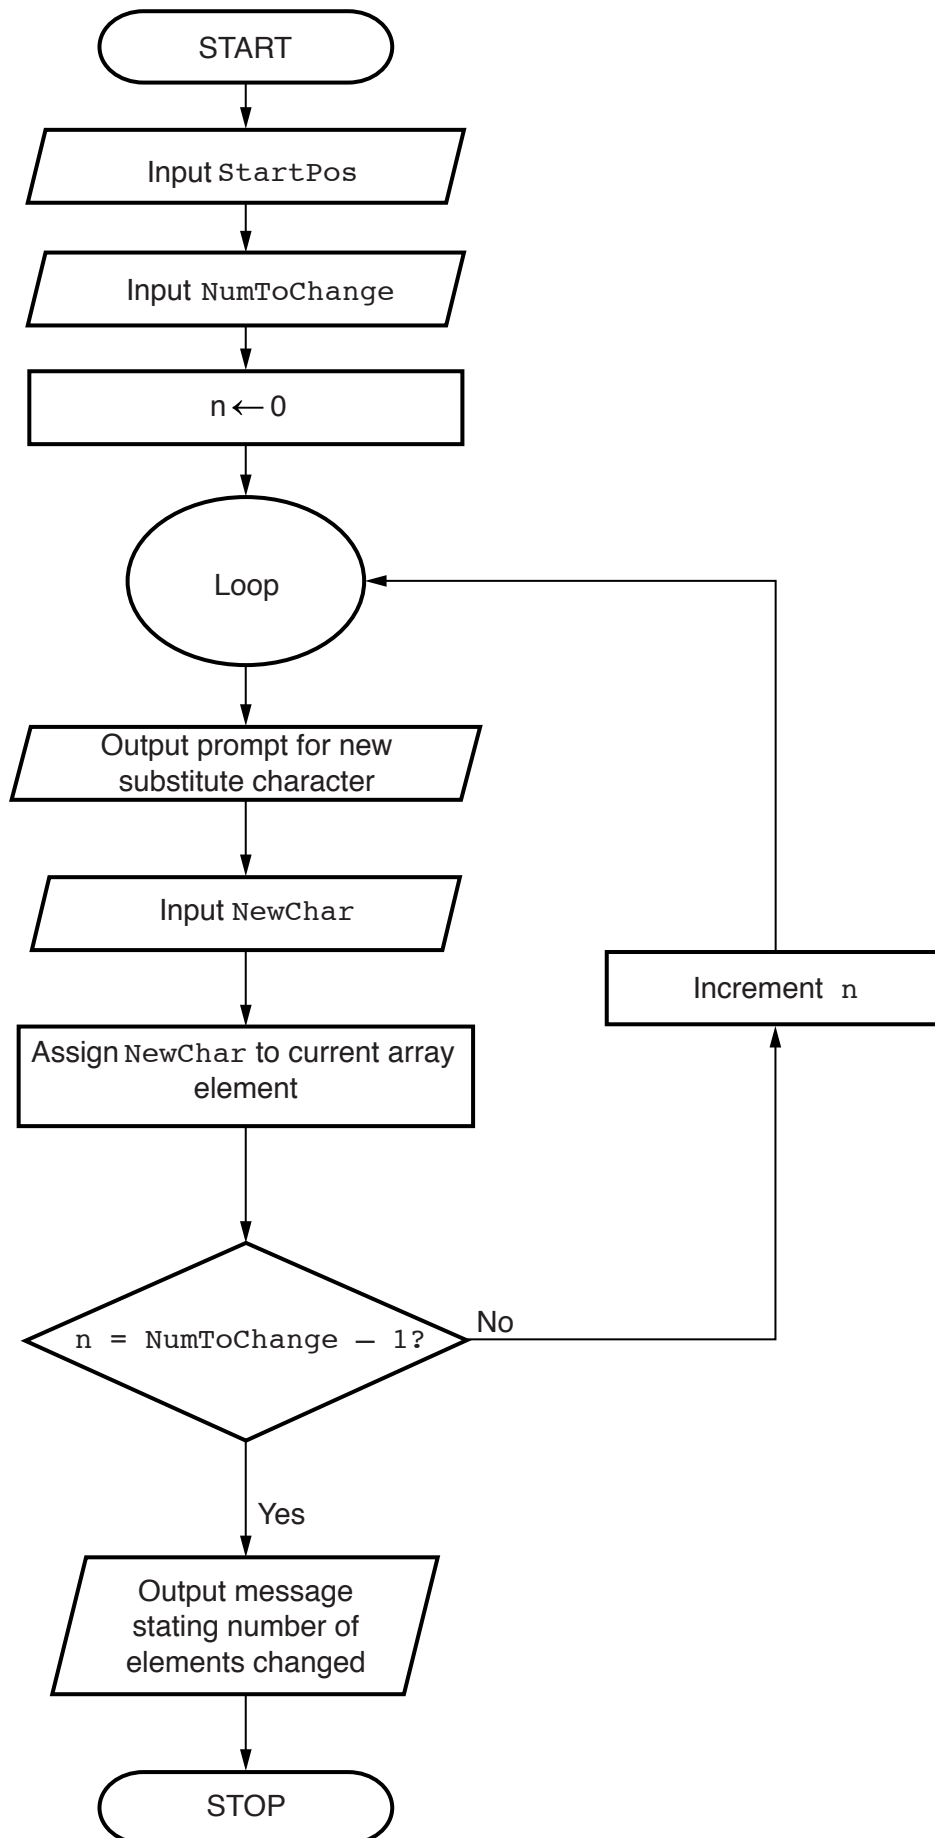 START
Input StartPos
Input NumToChange
n ← 0
Loop
Output prompt for new
substitute character
Input NewChar
Increment n
Assign NewChar to current array
element
n = NumToChange – 1?
No
Yes
Output message
stating number of
elements changed
STOP